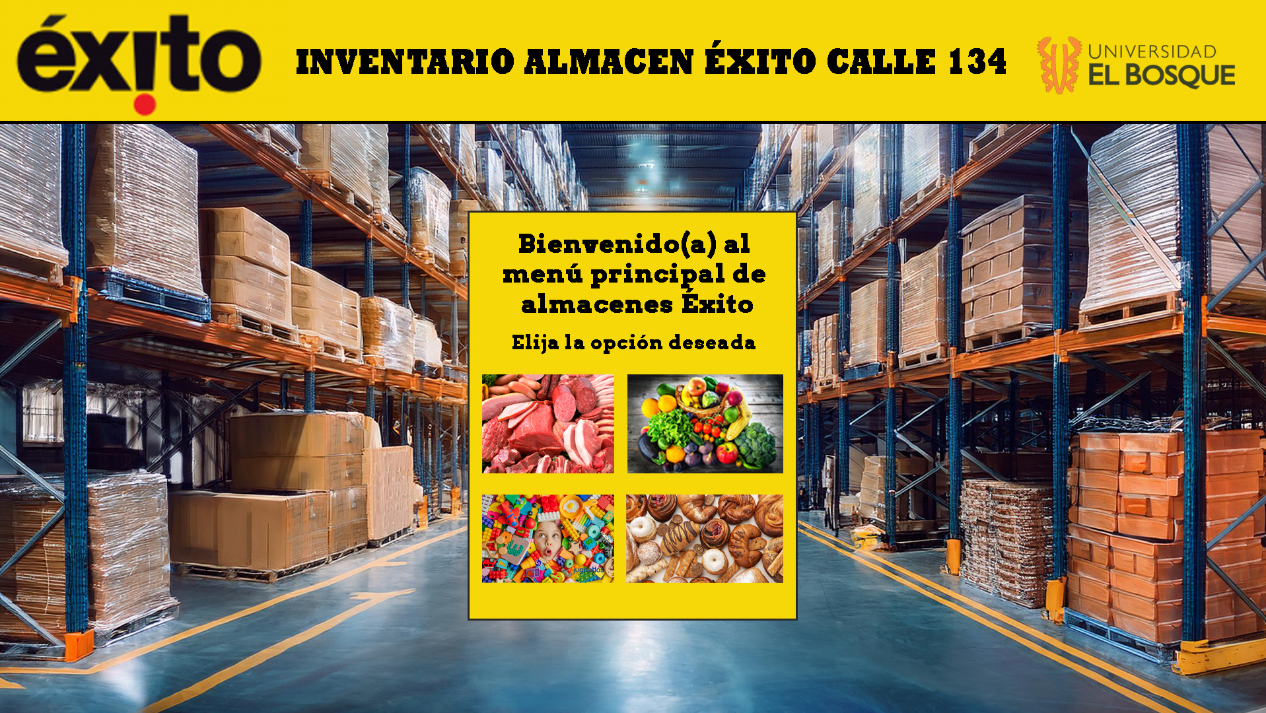 éxito
INVENTARIO ALMACEN ÉXITO CALLE 134
UNIVERSIDAD
EL BOSQUE
Bienvenido(a) al
menú principal de
almacenes Éxito
Elija la opción deseada